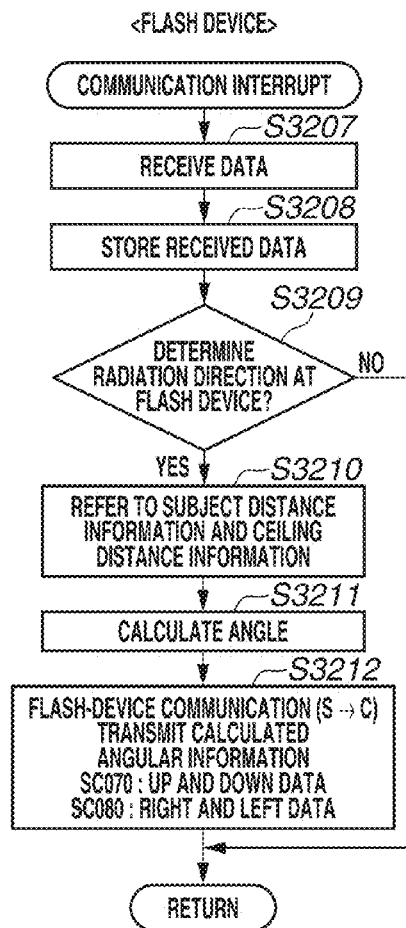 <FLASH DEVICE>
COMMUNICATION INTERRUPT
S3207
RECEIVE DATA
S3208
STORE RECEIVED DATA
S3209
DETERMINE
RADIATION DIRECTION AT
FLASH DEVICE?
NO
YES
S3210
REFER TO SUBJECT DISTANCE
INFORMATION AND CEILING
DISTANCE INFORMATION
S3211
CALCULATE ANGLE
S3212
FLASH-DEVICE COMMUNICATION (S → C)
TRANSMIT CALCULATED
ANGULAR INFORMATION
SC070 : UP AND DOWN DATA
SC080 : RIGHT AND LEFT DATA
RETURN